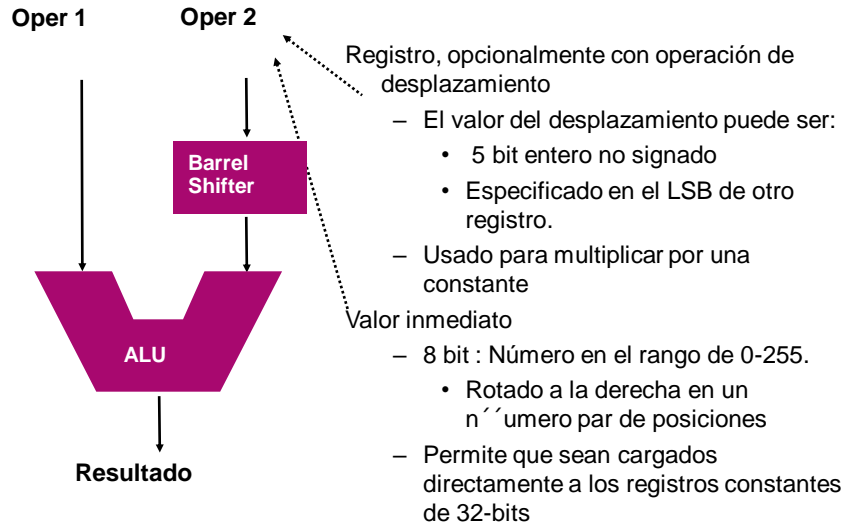 Oper 1
Oper 2
Barrel
Shifter
ALU
Resultado
Registro, opcionalmente con operación de
desplazamiento
– El valor del desplazamiento puede ser:
• 5 bit entero no signado
• Especificado en el LSB de otro
registro.
– Usado para multiplicar por una
constante
Valor inmediato
– 8 bit : Número en el rango de 0-255.
• Rotado a la derecha en un
n´´umero par de posiciones
– Permite que sean cargados
directamente a los registros constantes
de 32-bits